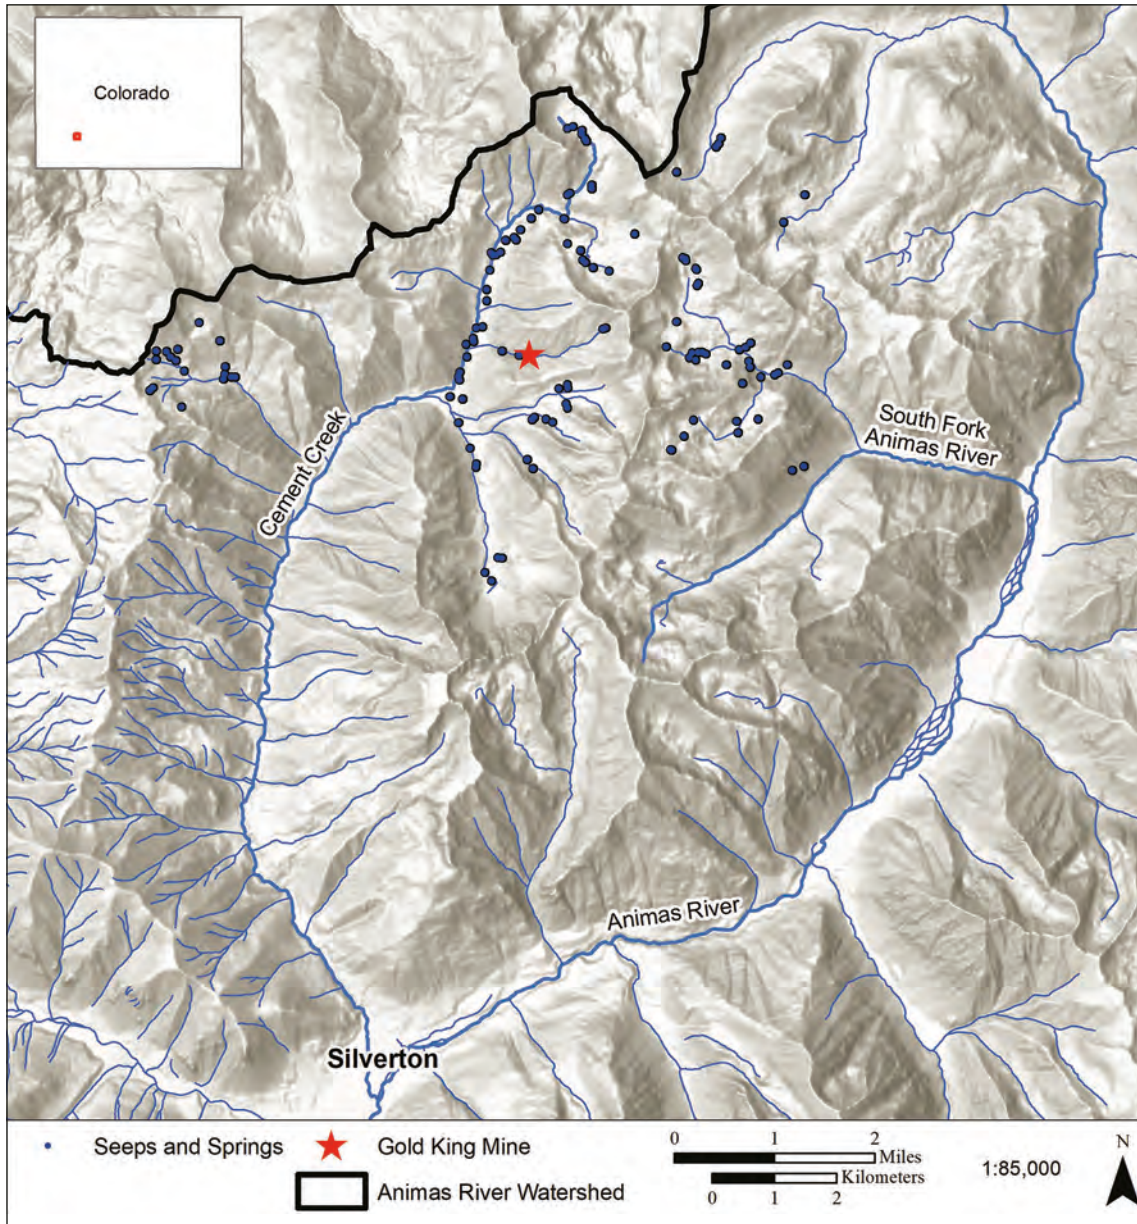 Colorado
Cement Creek
South Fork
Animas River
Animas River
Silverton
Seeps and Springs
Gold King Mine
Animas River Watershed
0 1 2
Miles
Kilometers
0 1 2
1:85,000
N